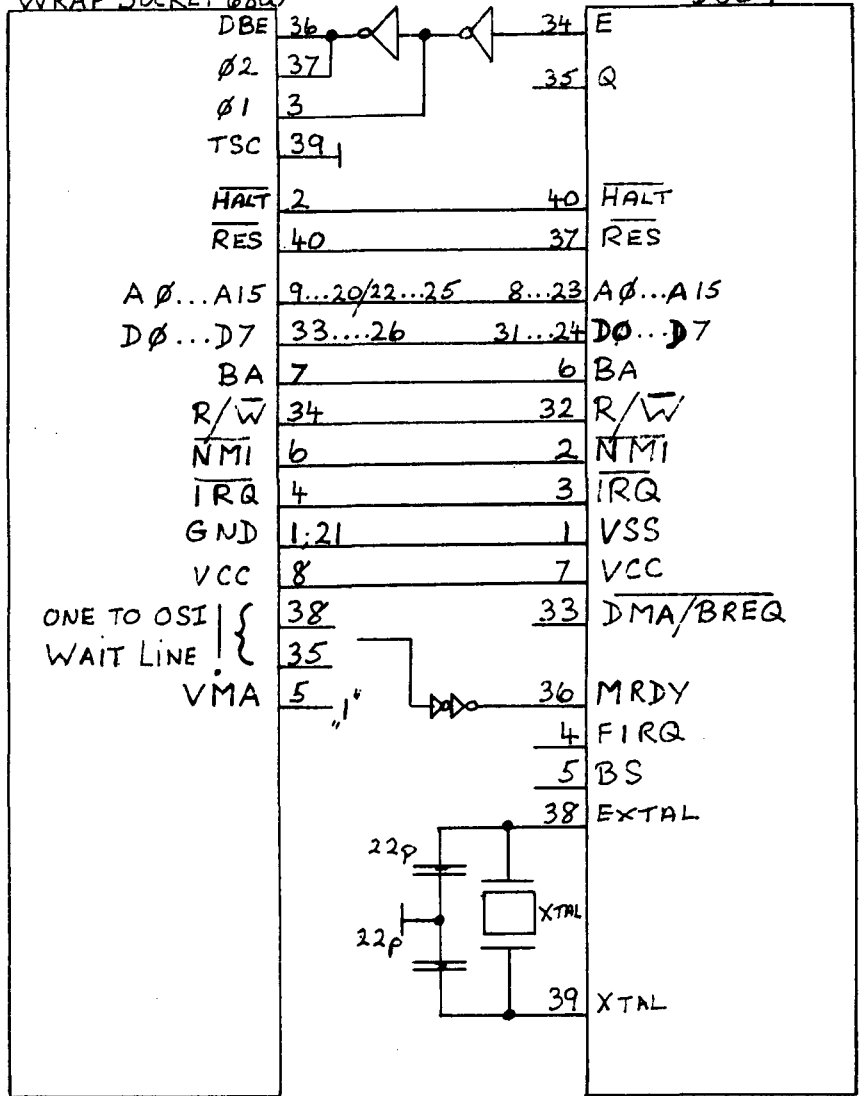 WRAP SOCKET 6800
6809
DBE 36 34 E
φ2 37 35 Q
φ1 3
TSC 39
HALT 2 40 HALT
RES 40 37 RES
A φ...A15 9...20/22...25 8...23 A φ...A15
D φ...D7 33....26 31...24 D φ...D7
BA 7 6 BA
R/W 34 32 R/W
NMI 6 2 NMI
IRQ 4 3 IRQ
GND 1;21 1 VSS
VCC 8 7 VCC
ONE TO OSI 38 33 DMA/BREQ
WAIT LINE 35
VMA 5 „1" 36 MRDY
4 FIRQ
5 BS
38 EXTAL
22p
XTAL
22p
39 XTAL